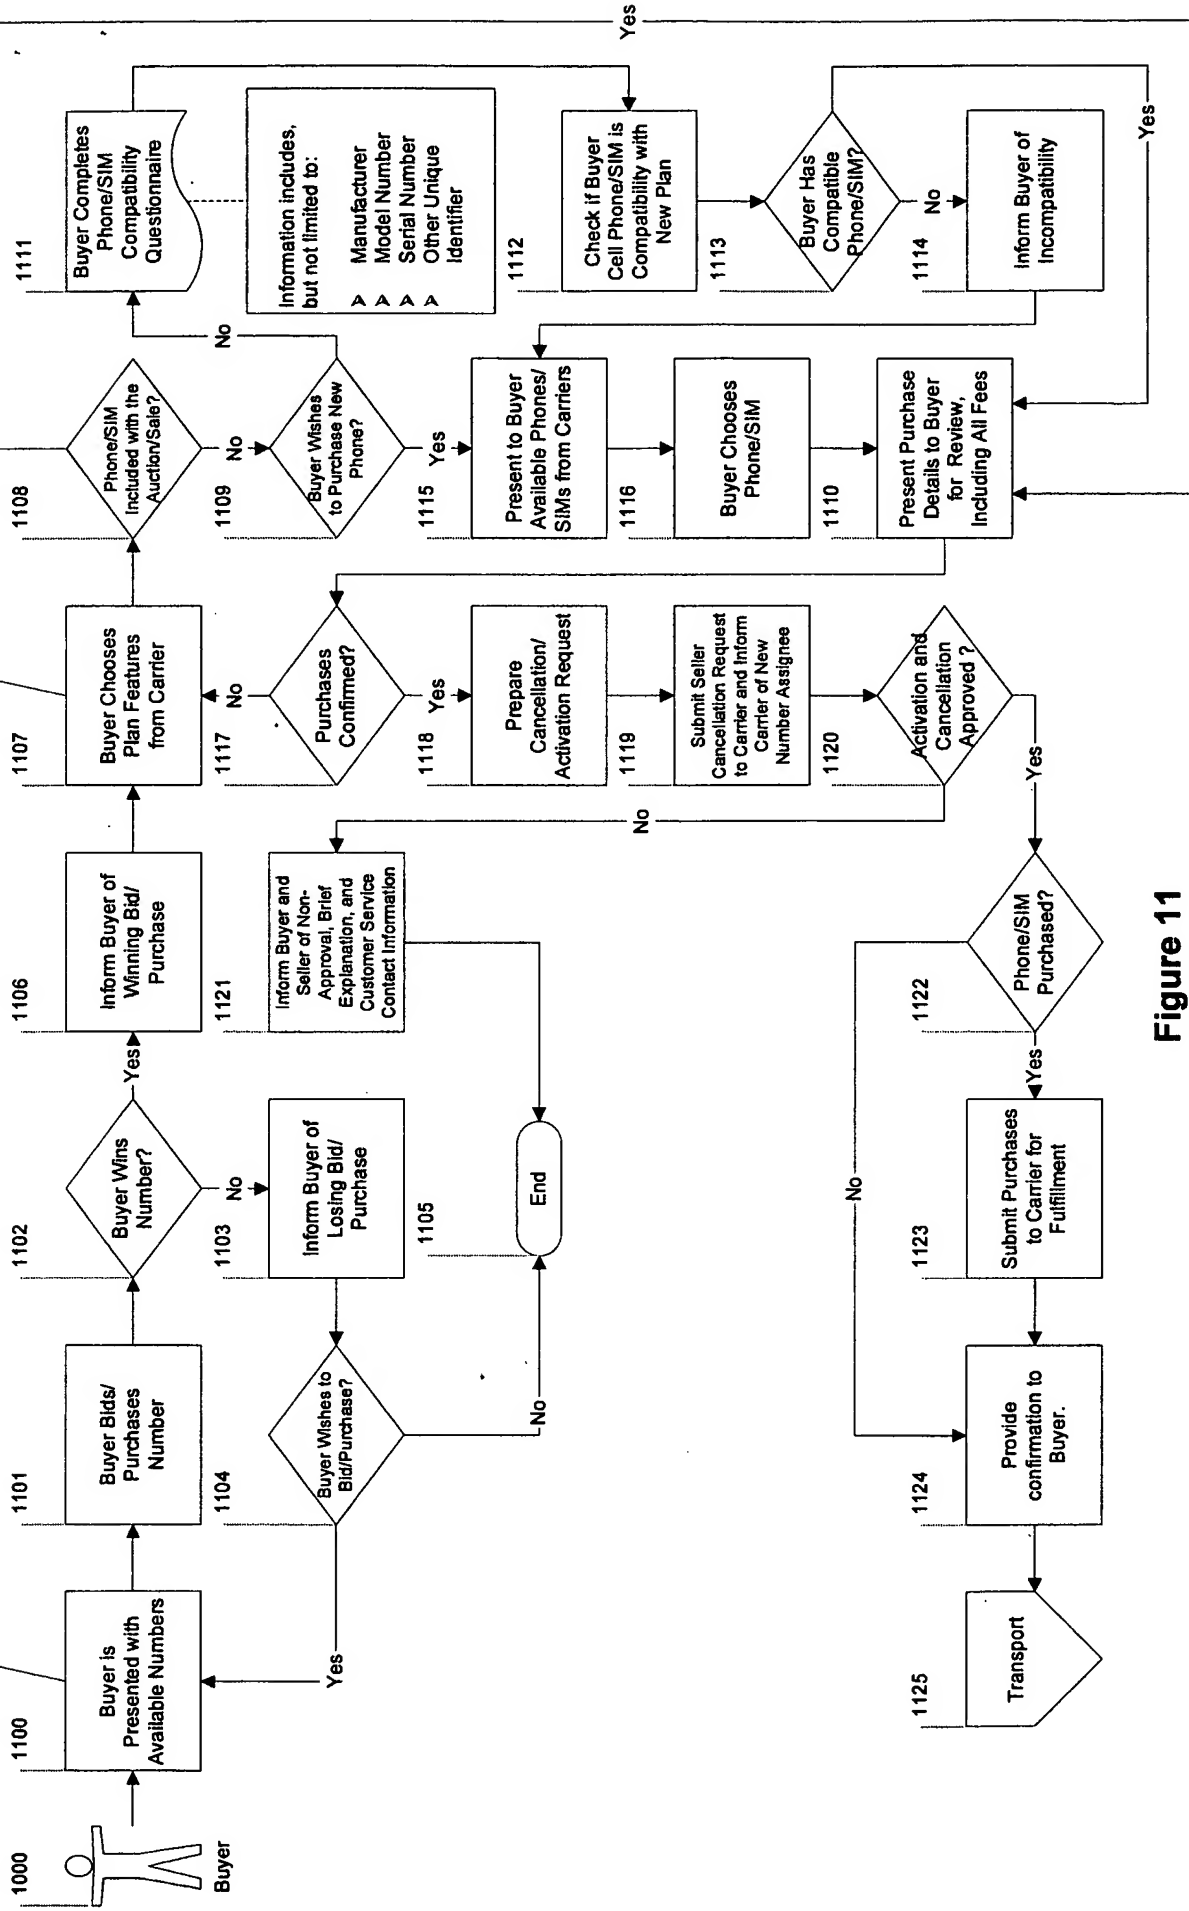 1000
Buyer
1100
Buyer is
Presented with
Available Numbers
1101
Buyer Bids/
Purchases
Number
1102
Buyer Wins
Number?
Yes
No
1103
Inform Buyer of
Losing Bid/
Purchase
1104
Buyer Wishes to
Bid/Purchase?
Yes
No
1105
End
1106
Inform Buyer of
Winning Bid/
Purchase
1107
Buyer Chooses
Plan Features
from Carrier
1108
Phone/SIM
Included with the
Auction/Sale?
Yes
No
1109
Buyer Wishes
to Purchase New
Phone?
No
Yes
1111
Buyer Completes
Phone/SIM
Compatibility
Questionnaire
Information includes,
but not limited to:
➢ Manufacturer
➢ Model Number
➢ Serial Number
➢ Other Unique
Identifier
1112
Check if Buyer
Cell Phone/SIM is
Compatibility with
New Plan
1113
Buyer Has
Compatible
Phone/SIM?
Yes
No
1114
Inform Buyer of
Incompatibility
1115
Present to Buyer
Available Phones/
SIMs from Carriers
1116
Buyer Chooses
Phone/SIM
1110
Present Purchase
Details to Buyer
for Review,
Including All Fees
1117
Purchases
Confirmed?
No
Yes
1118
Prepare
Cancellation/
Activation Request
1119
Submit Seller
Cancellation Request
to Carrier and Inform
Carrier of New
Number Assignee
1120
Activation and
Cancellation
Approved ?
No
Yes
1121
Inform Buyer and
Seller of Non-
Approval, Brief
Explanation, and
Customer Service
Contact Information
1122
Phone/SIM
Purchased?
No
Yes
1123
Submit Purchases
to Carrier for
Fulfillment
1124
Provide
confirmation to
Buyer.
1125
Transport
Figure 11